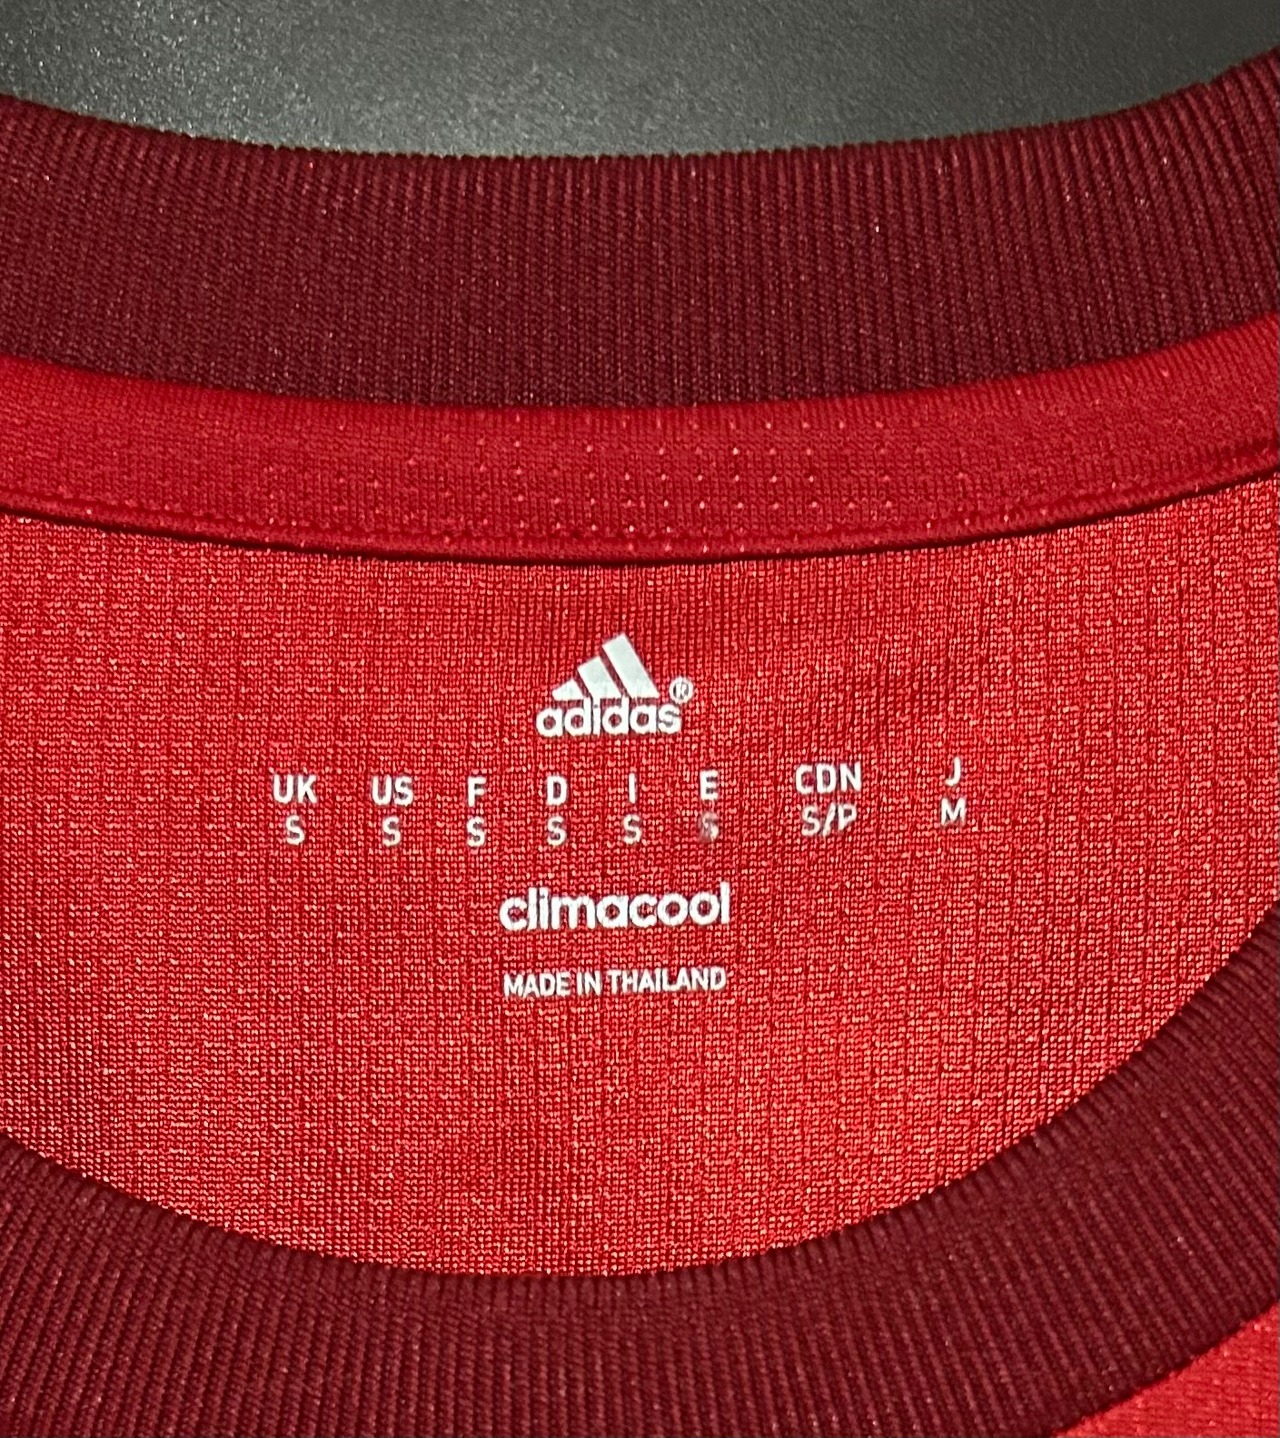 adidas®
UK US F D I E CDN J
S S S S S S S/P M
climacool
MADE IN THAILAND